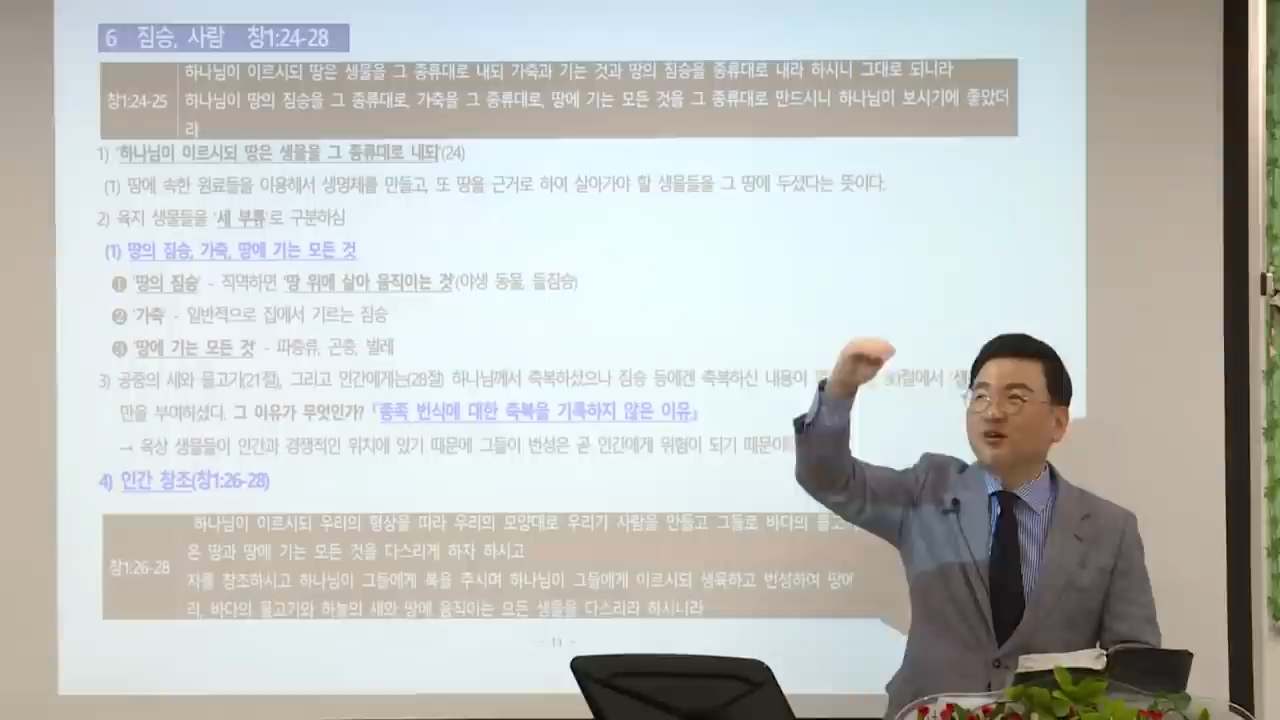 6 짐승, 사람 창1:24-28
창1:24-25
하나님이 이르시되 땅은 생물을 그 종류대로 내되 가축과 기는 것과 땅의 짐승을 종류대로 내라 하시니 그대로 되니라
하나님이 땅의 짐승을 그 종류대로, 가축을 그 종류대로, 땅에 기는 모든 것을 그 종류대로 만드시니 하나님이 보시기에 좋았더
라
1) '하나님이 이르시되 땅은 생물을 그 종류대로 내되'(24)
(1) 땅에 속한 원료들을 이용해서 생명체를 만들고, 또 땅을 근거로 하여 살아가야 할 생물들을 그 땅에 두셨다는 뜻이다.
2) 육지 생물들을 '세 부류'로 구분하심
(1) 땅의 짐승, 가축, 땅에 기는 모든 것
❶ '땅의 짐승' - 직역하면 '땅 위에 살아 움직이는 것'(야생 동물, 들짐승)
❷ '가축' - 일반적으로 집에서 기르는 짐승
❸ '땅에 기는 모든 것' - 파충류, 곤충, 벌레
3) 공중의 새와 물고기(21절), 그리고 인간에게는(28절) 하나님께서 축복하셨으나 짐승 등에겐 축복하신 내용이
만을 부여하셨다. 그 이유가 무엇인가? 「종족 번식에 대한 축복을 기록하지 않은 이유」
→ 육상 생물들이 인간과 경쟁적인 위치에 있기 때문에 그들이 번성은 곧 인간에게 위험이 되기 때문이
4) 인간 창조(창1:26-28)
창1:26-28
하나님이 이르시되 우리의 형상을 따라 우리의 모양대로 우리가 사람을 만들고 그들로 바다의
은 땅과 땅에 기는 모든 것을 다스리게 하자 하시고
자를 창조하시고 하나님이 그들에게 복을 주시며 하나님이 그들에게 이르시되 생육하고 번성하여 땅에
리, 바다의 물고기와 하늘의 새와 땅에 움직이는 모든 생물을 다스리라 하시니라
- 11 -